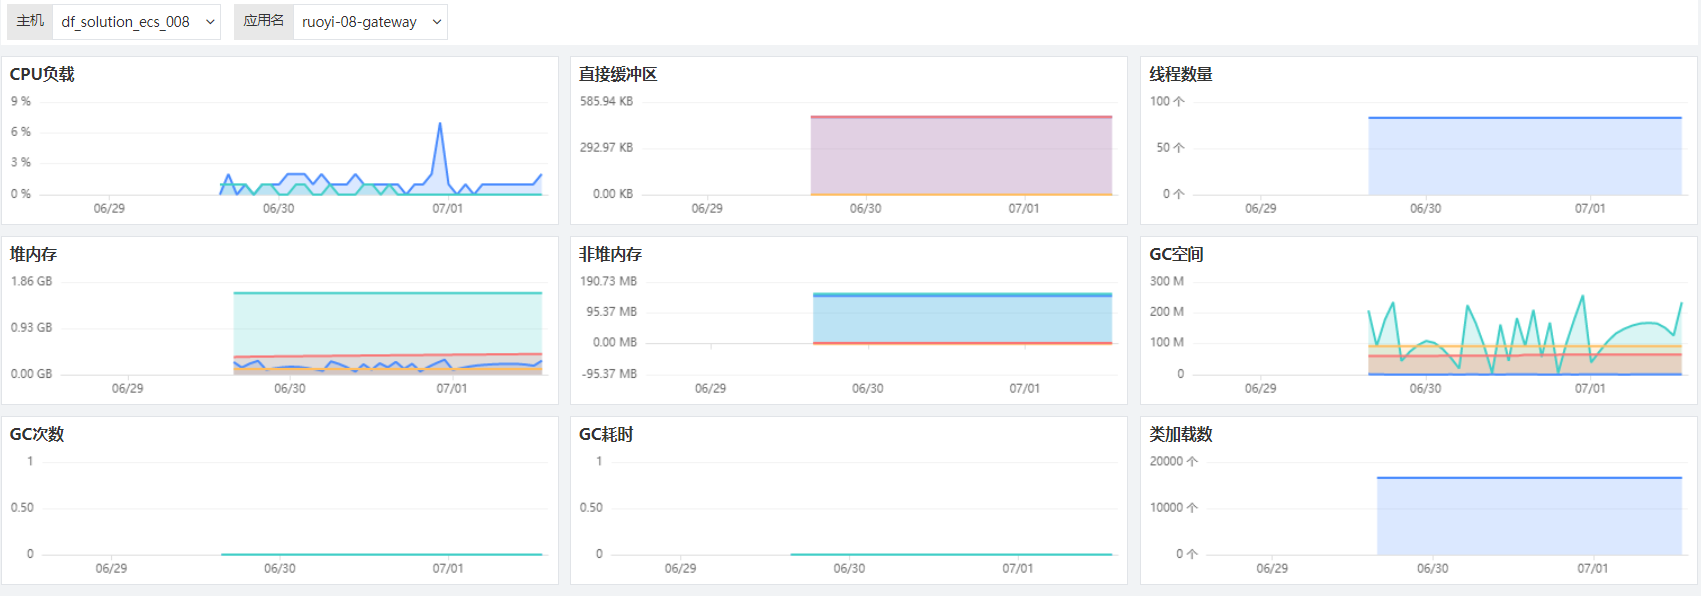 主机 df_solution_ecs_008 应用名 ruoyi-08-gateway
CPU负载
9 %
6 %
3 %
0 %
06/29 06/30 07/01
直接缓冲区
585.94 KB
292.97 KB
0.00 KB
06/29 06/30 07/01
线程数量
100 个
50 个
0 个
06/29 06/30 07/01
堆内存
1.86 GB
0.93 GB
0.00 GB
06/29 06/30 07/01
非堆内存
190.73 MB
95.37 MB
0.00 MB
-95.37 MB
06/29 06/30 07/01
GC空间
300 M
200 M
100 M
0
06/29 06/30 07/01
GC次数
1
0.50
0
06/29 06/30 07/01
GC耗时
1
0.50
0
06/29 06/30 07/01
类加载数
20000 个
10000 个
0 个
06/29 06/30 07/01